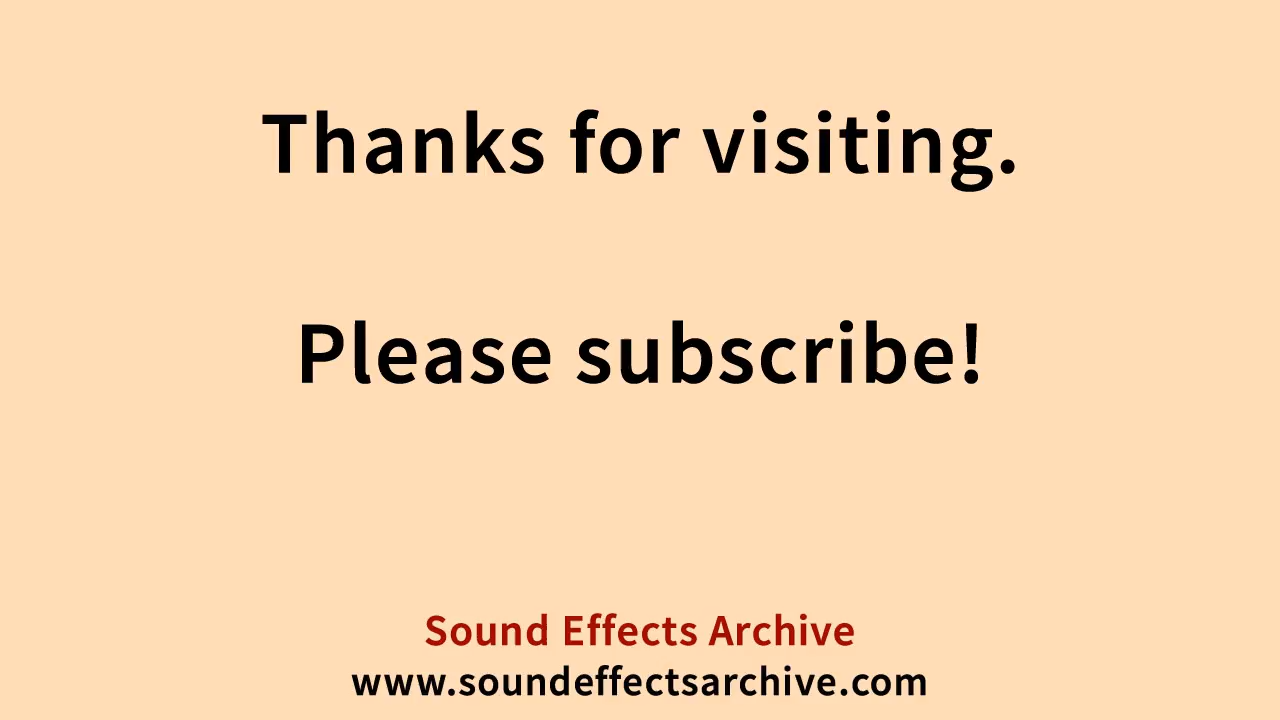 Thanks for visiting.
Please subscribe!
Sound Effects Archive
www.soundeffectsarchive.com